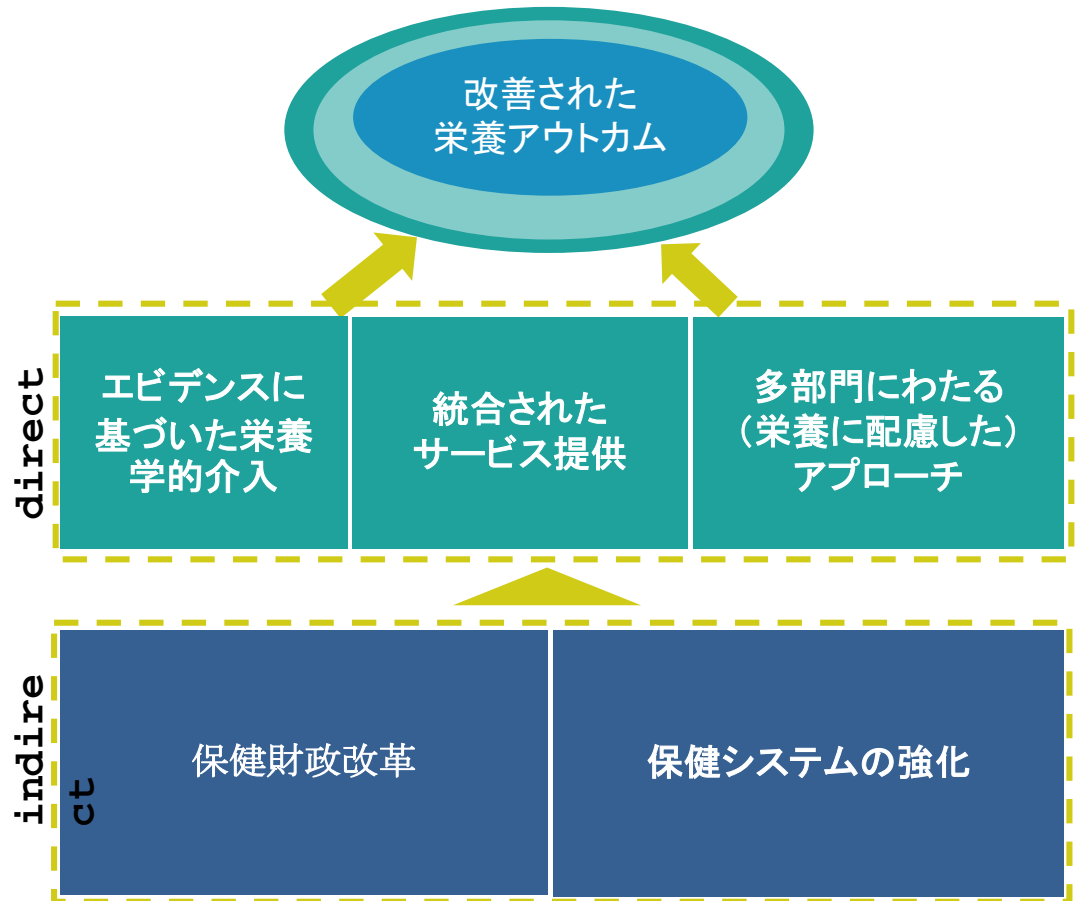 改善された
栄養アウトカム
direct
エビデンスに
基づいた栄養
学的介入
統合された
サービス提供
多部門にわたる
（栄養に配慮した）
アプローチ
indire
ct
保健財政改革
保健システムの強化